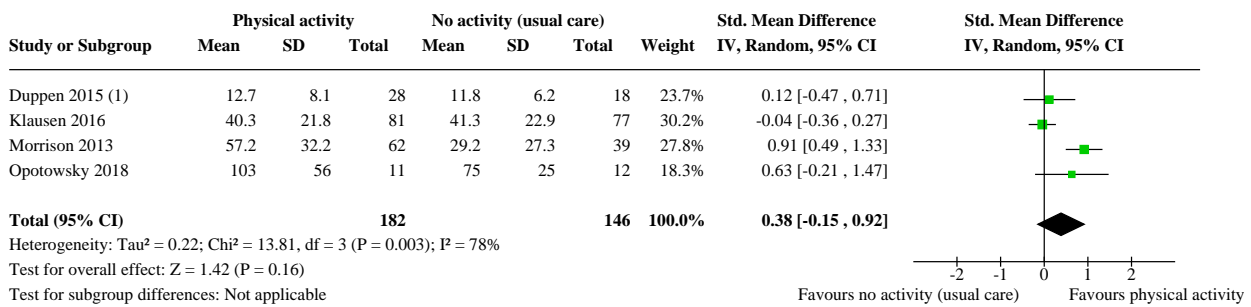 Physical activity No activity (usual care) Std. Mean Difference Std. Mean Difference
Study or Subgroup Mean SD Total Mean SD Total Weight IV, Random, 95% CI IV, Random, 95% CI
Duppen 2015 (1) 12.7 8.1 28 11.8 6.2 18 23.7% 0.12 [-0.47 , 0.71]
Klausen 2016 40.3 21.8 81 41.3 22.9 77 30.2% -0.04 [-0.36 , 0.27]
Morrison 2013 57.2 32.2 62 29.2 27.3 39 27.8% 0.91 [0.49 , 1.33]
Opotowsky 2018 103 56 11 75 25 12 18.3% 0.63 [-0.21 , 1.47]
Total (95% CI) 182 146 100.0% 0.38 [-0.15 , 0.92]
Heterogeneity: Tau² = 0.22; Chi² = 13.81, df = 3 (P = 0.003); I² = 78%
Test for overall effect: Z = 1.42 (P = 0.16) -2 -1 0 1 2
Test for subgroup differences: Not applicable Favours no activity (usual care) Favours physical activity